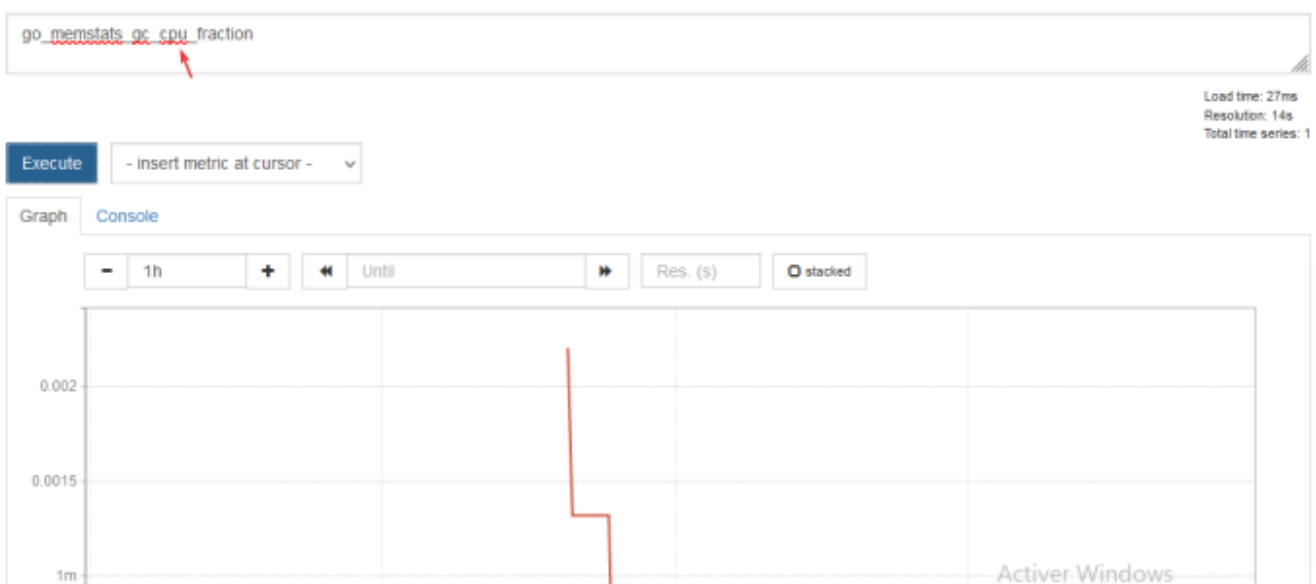 go_memstats_gc_cpu_fraction
Load time: 27ms
Resolution: 14s
Total time series: 1
Execute
- insert metric at cursor -
Graph
Console
- 1h + Until Res. (s) stacked
0.002
0.0015
1m
Activer Windows